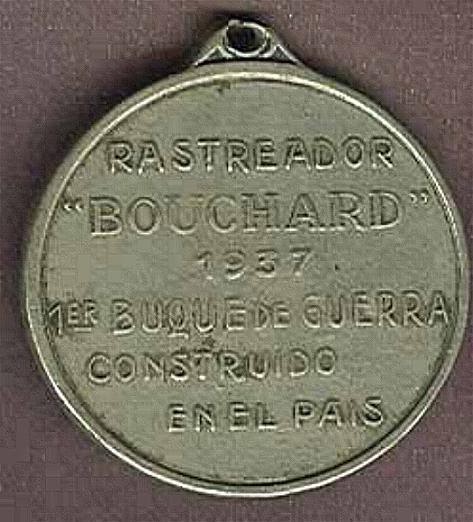 RASTREADOR
"BOUCHARD"
1937.
1ER BUQUE DE GUERRA
CONSTRUIDO
EN EL PAIS